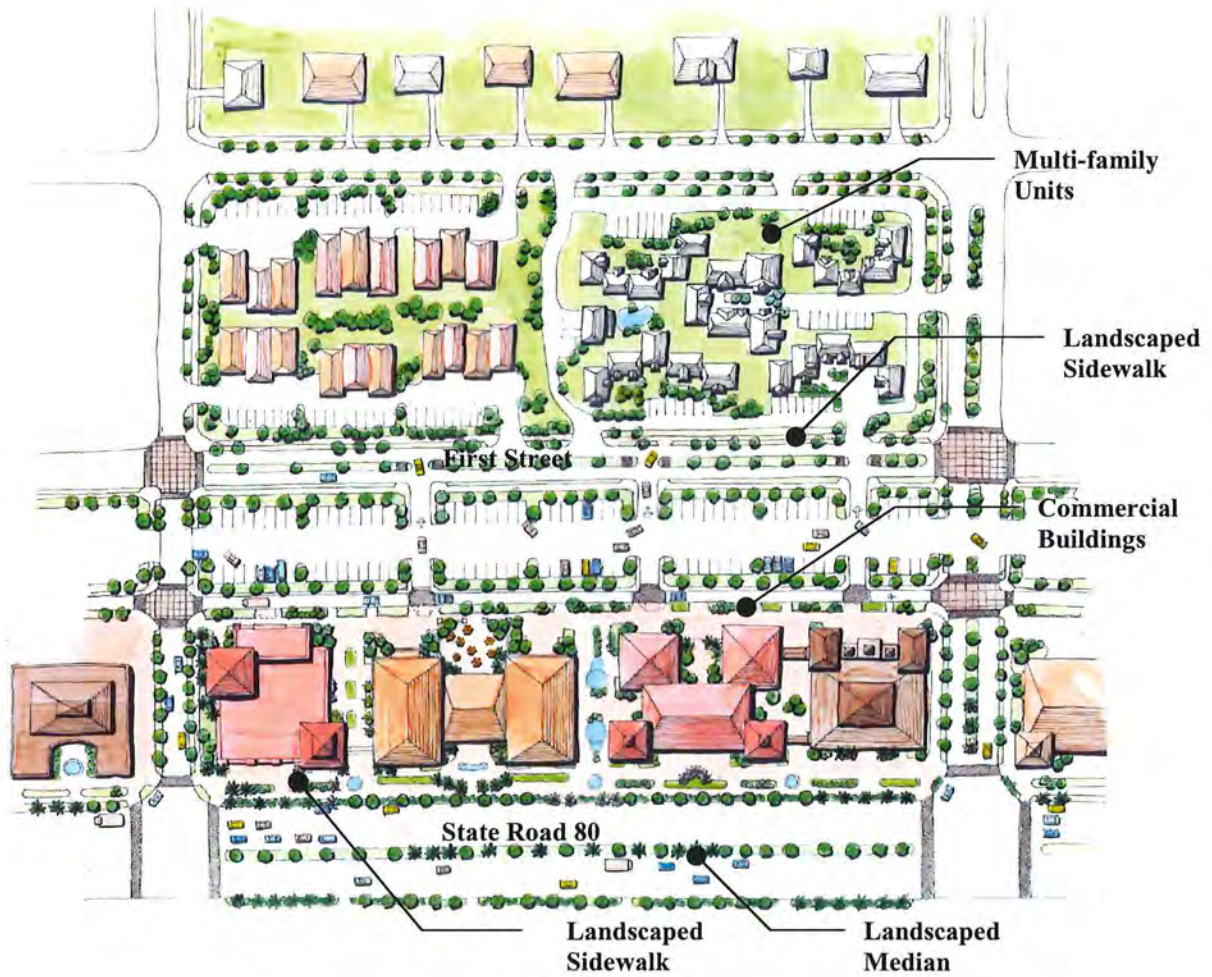 Multi-family
Units
Landscaped
Sidewalk
First Street
Commercial
Buildings
State Road 80
Landscaped
Sidewalk
Landscaped
Median